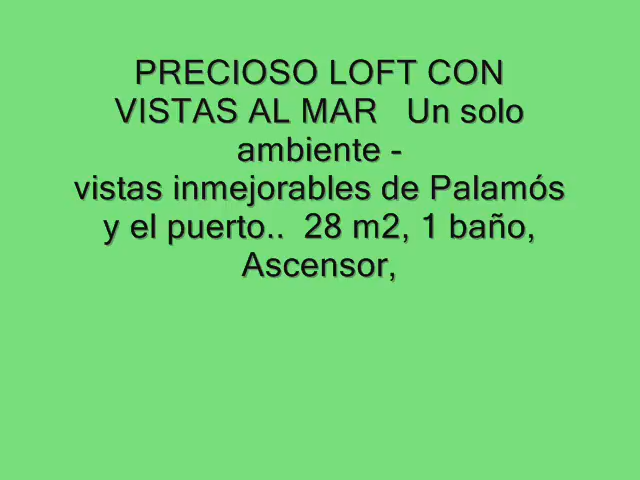 PRECIOSO LOFT CON
VISTAS AL MAR   Un solo
ambiente -
vistas inmejorables de Palamós
y el puerto..  28 m2, 1 baño,
Ascensor,